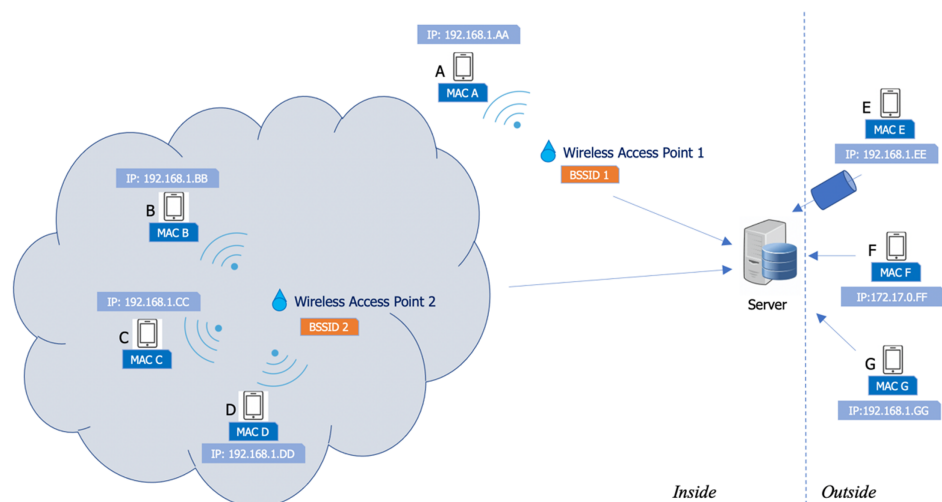 IP: 192.168.1.AA
A
MAC A
Wireless Access Point 1
BSSID 1
E
MAC E
IP: 192.168.1.EE
IP: 192.168.1.BB
B
MAC B
F
MAC F
IP:172.17.0.FF
Server
IP: 192.168.1.CC
C
MAC C
Wireless Access Point 2
BSSID 2
G
MAC G
IP:192.168.1.GG
D
MAC D
IP: 192.168.1.DD
Inside
Outside